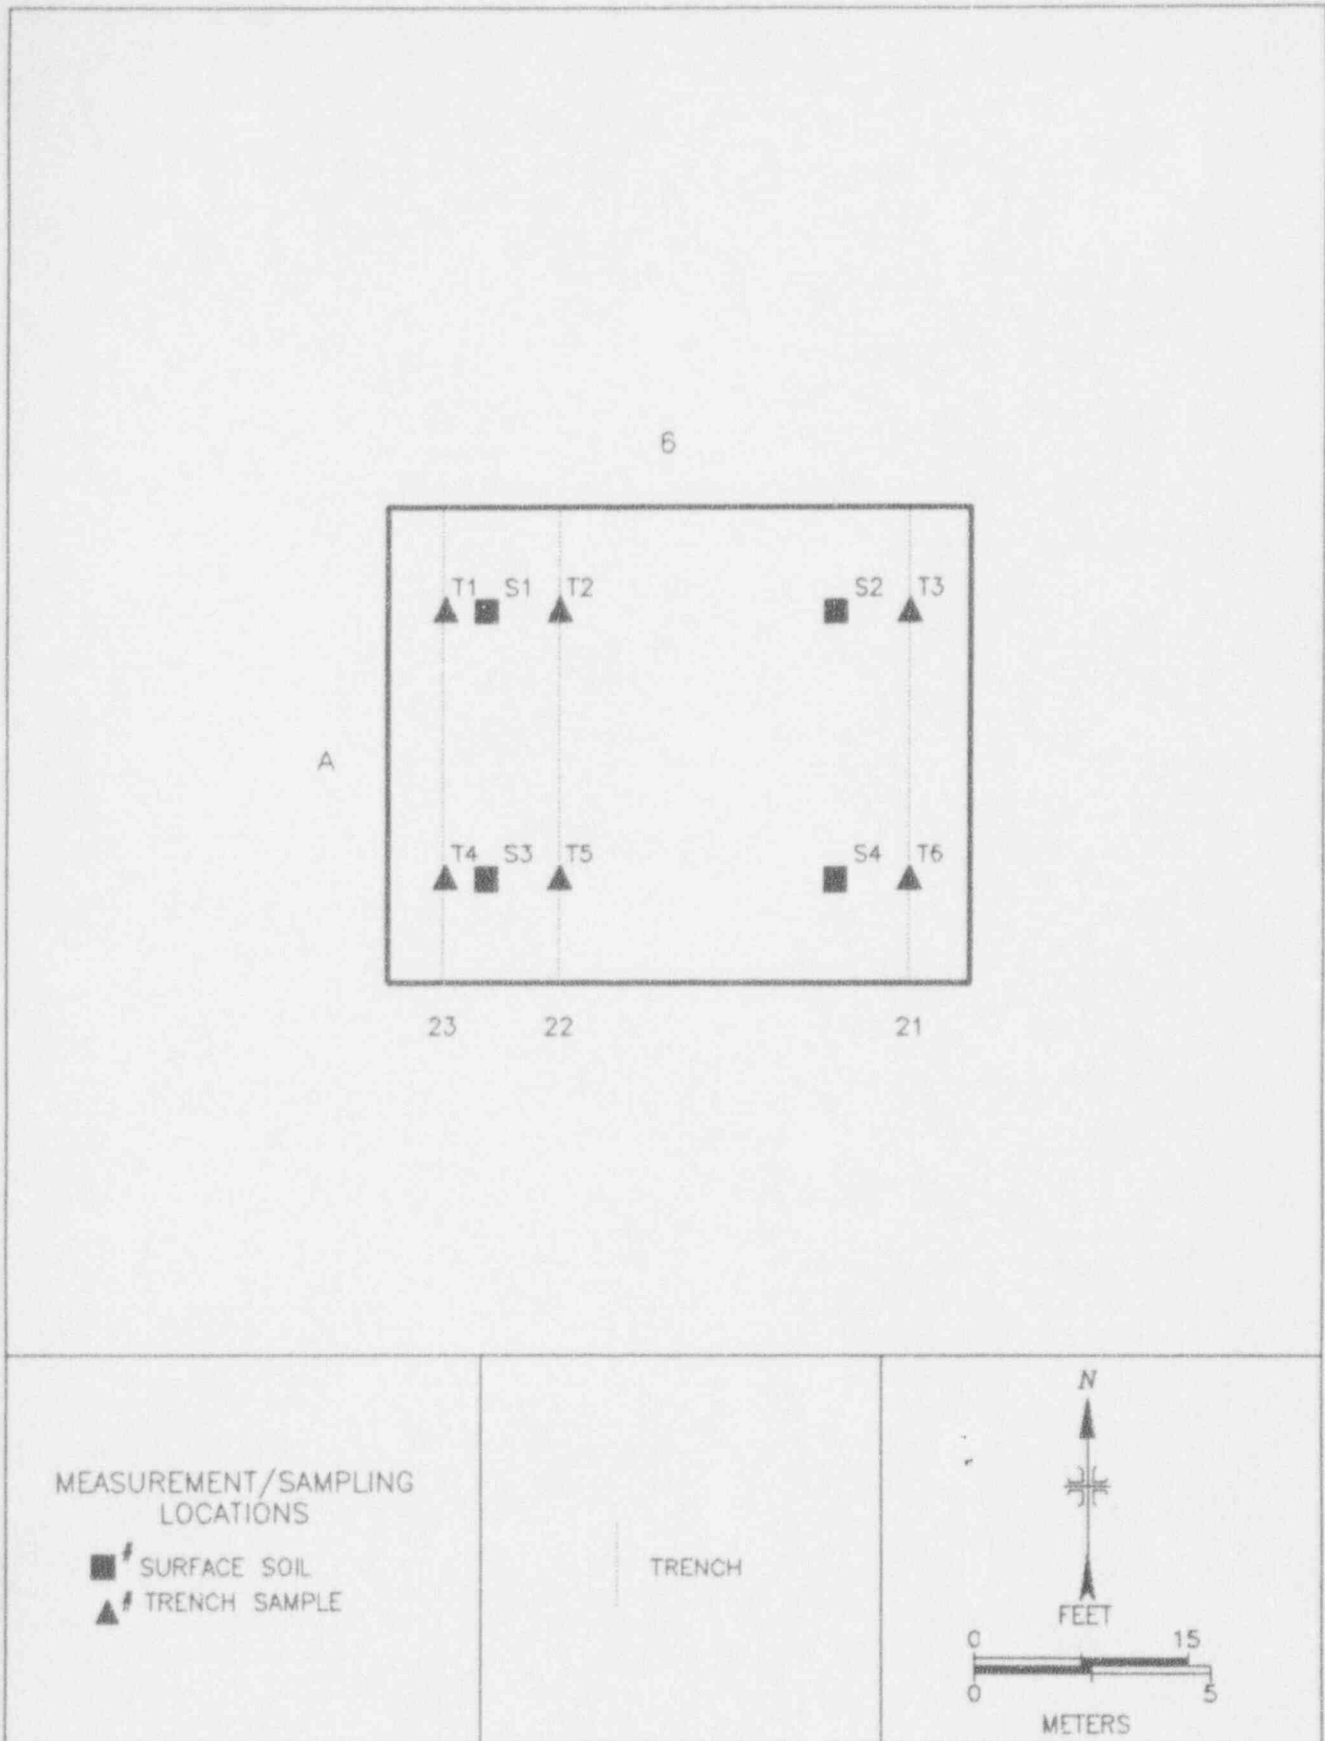 6
T1 S1 T2 S2 T3
A
T4 S3 T5 S4 T6
23 22 21
MEASUREMENT/SAMPLING
LOCATIONS
# SURFACE SOIL
# TRENCH SAMPLE
TRENCH
N
FEET
0 15
0 5
METERS